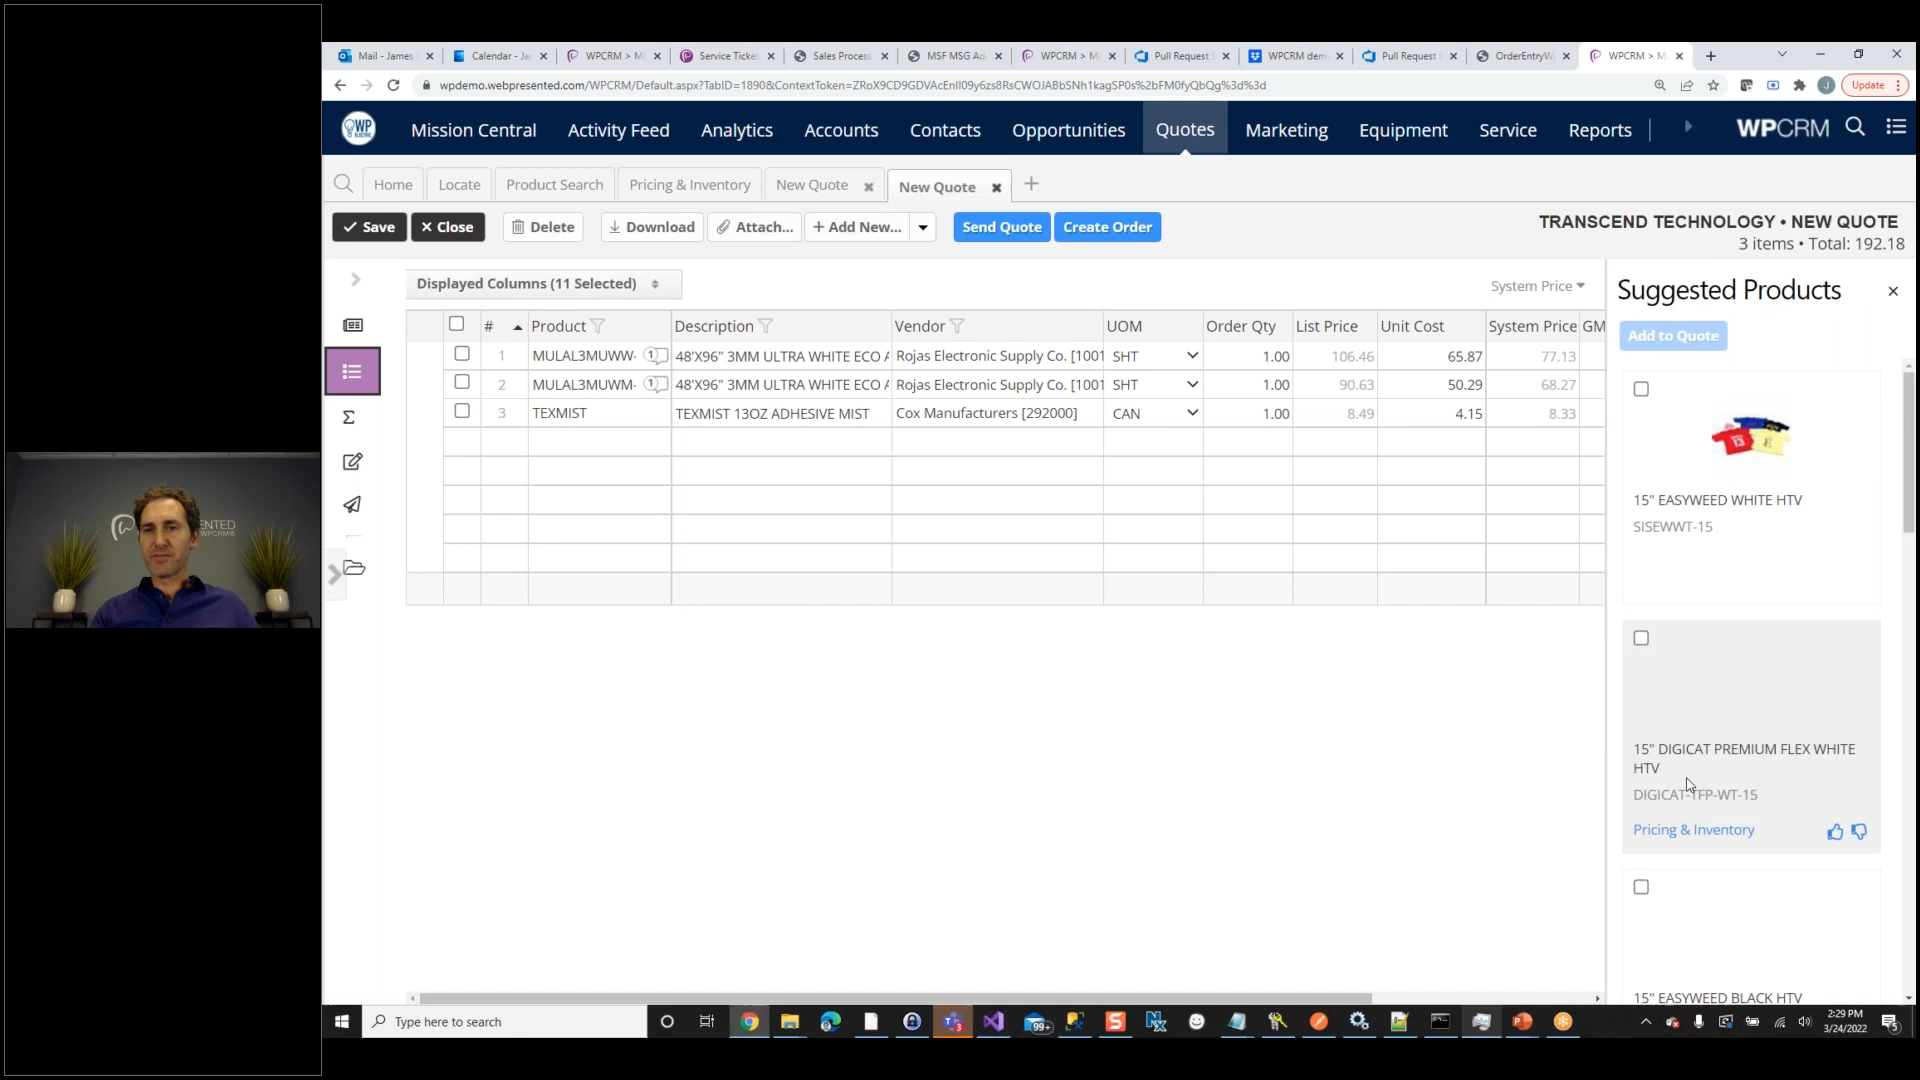 Mail - James
Calendar - Ja
WPCRM > M
Service Ticke
Sales Process
MSF MSG Ad
WPCRM > M
Pull Request
WPCRM dem
Pull Request
OrderEntryW
WPCRM > M
wpdemo.webpresented.com/WPCRM/Default.aspx?TabID=1890&ContextToken=ZRoX9CD9GDVAcEnII09y6zs8RsCWOJABbSNh1kagSP0s%2bFM0fyQbQg%3d%3d
J
Update
WP
Mission Central
Activity Feed
Analytics
Accounts
Contacts
Opportunities
Quotes
Marketing
Equipment
Service
Reports
WPCRM
Home
Locate
Product Search
Pricing & Inventory
New Quote
New Quote
Save
Close
Delete
Download
Attach...
Add New...
Send Quote
Create Order
TRANSCEND TECHNOLOGY • NEW QUOTE
3 items • Total: 192.18
Displayed Columns (11 Selected)
System Price
# Product Description Vendor UOM Order Qty List Price Unit Cost System Price GM
1 MULAL3MUWW- 1 48'X96" 3MM ULTRA WHITE ECO A Rojas Electronic Supply Co. [1001 SHT 1.00 106.46 65.87 77.13
2 MULAL3MUWM- 1 48'X96" 3MM ULTRA WHITE ECO A Rojas Electronic Supply Co. [1001 SHT 1.00 90.63 50.29 68.27
3 TEXMIST TEXMIST 13OZ ADHESIVE MIST Cox Manufacturers [292000] CAN 1.00 8.49 4.15 8.33
Suggested Products
Add to Quote
15" EASYWEED WHITE HTV
SISEWWT-15
15" DIGICAT PREMIUM FLEX WHITE
HTV
DIGICAT-TFP-WT-15
Pricing & Inventory
15" EASYWEED BLACK HTV
ENTED
WPCRM®
Type here to search
3
99+
2:29 PM
3/24/2022
5